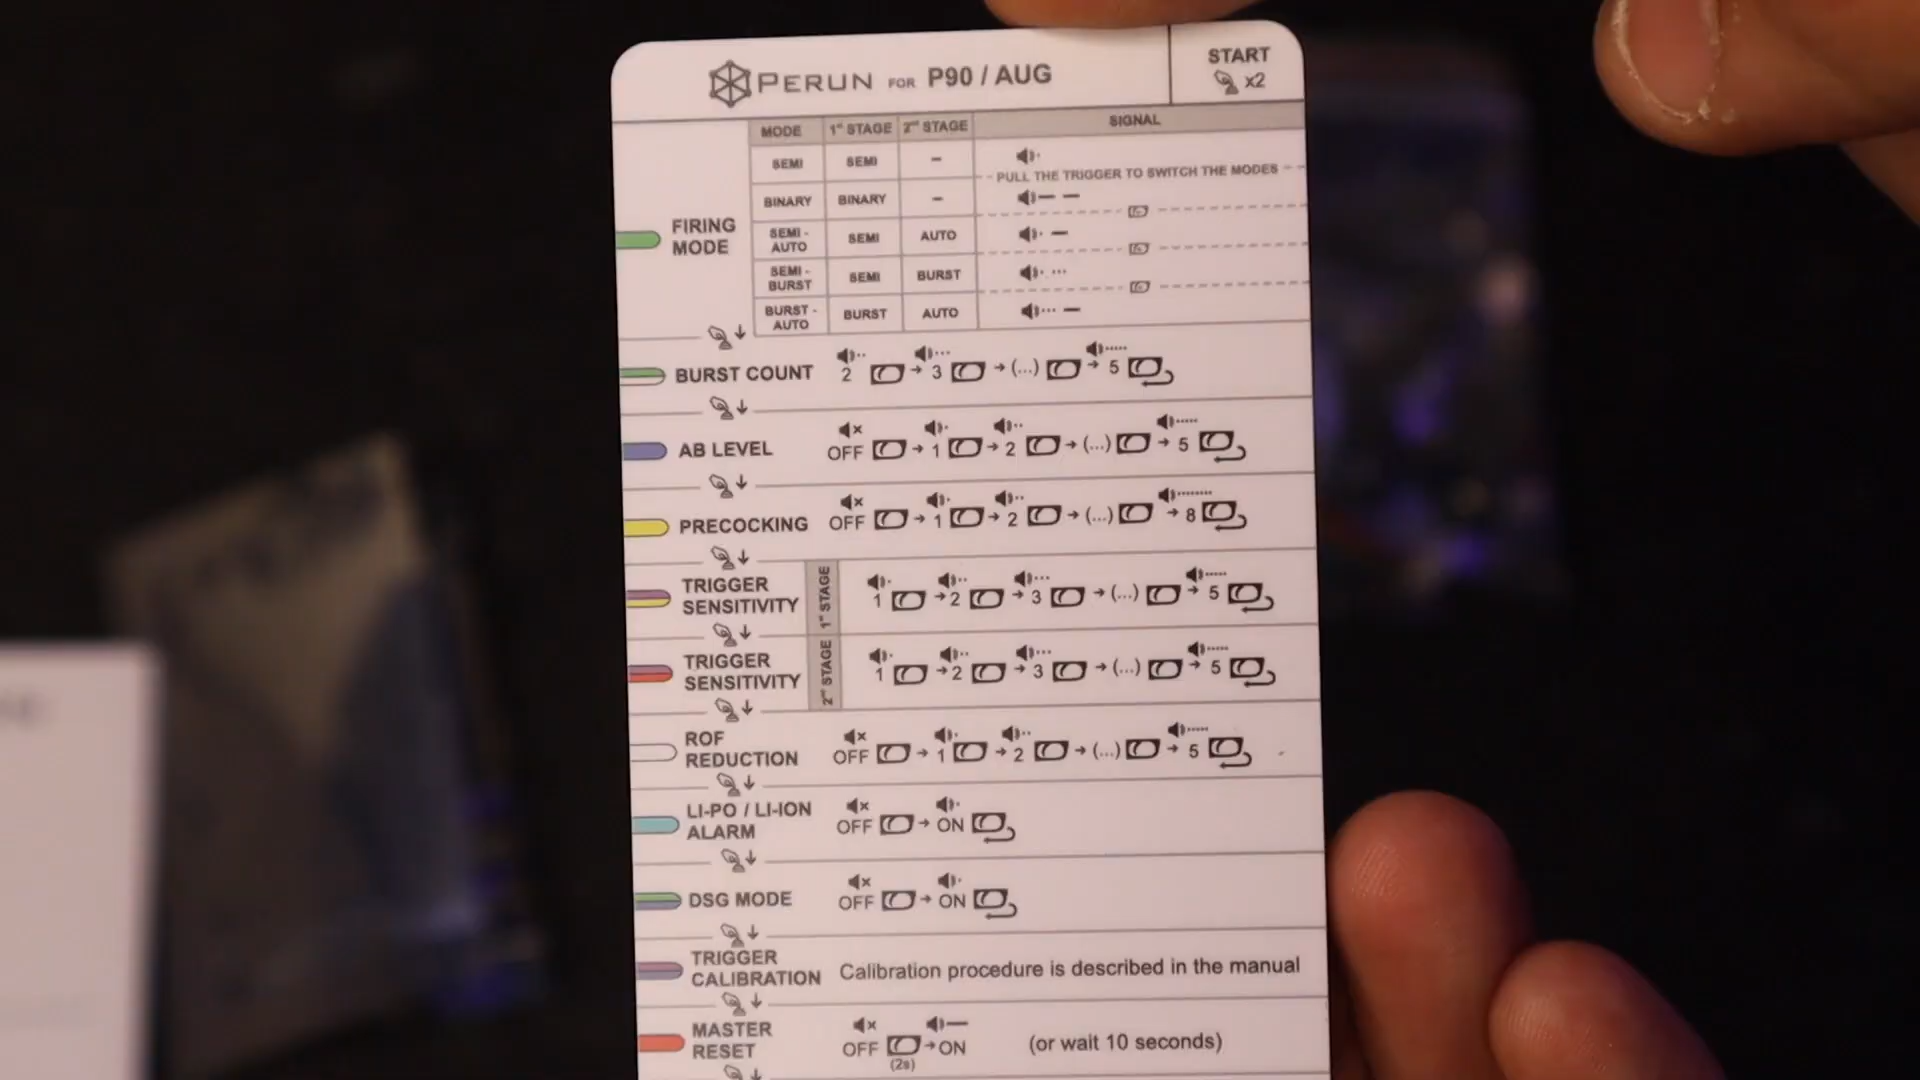 PERUN FOR P90 / AUG
START
x2
MODE 1st STAGE 2nd STAGE SIGNAL
SEMI SEMI –
PULL THE TRIGGER TO SWITCH THE MODES
BINARY BINARY –
FIRING
MODE
SEMI -
AUTO SEMI AUTO
SEMI -
BURST SEMI BURST
BURST -
AUTO BURST AUTO
BURST COUNT 2 → 3 → (...) → 5
AB LEVEL OFF → 1 → 2 → (...) → 5
PRECOCKING OFF → 1 → 2 → (...) → 8
TRIGGER
SENSITIVITY 1st STAGE 1 → 2 → 3 → (...) → 5
TRIGGER
SENSITIVITY 2nd STAGE 1 → 2 → 3 → (...) → 5
ROF
REDUCTION OFF → 1 → 2 → (...) → 5
LI-PO / LI-ION
ALARM OFF → ON
DSG MODE OFF → ON
TRIGGER
CALIBRATION Calibration procedure is described in the manual
MASTER
RESET OFF → ON (or wait 10 seconds)
(2s)